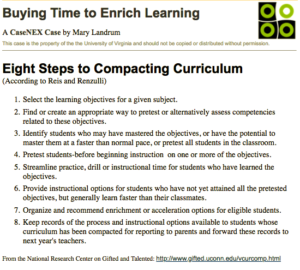 Buying Time to Enrich Learning
A CaseNEX Case by Mary Landrum
This case is the property of the the University of Virginia and should not be copied or distributed without permission.
Eight Steps to Compacting Curriculum
(According to Reis and Renzulli)
1. Select the learning objectives for a given subject.
2. Find or create an appropriate way to pretest or alternatively assess competencies
related to these objectives.
3. Identify students who may have mastered the objectives, or have the potential to
master them at a faster than normal pace, or pretest all students in the classroom.
4. Pretest students-before beginning instruction on one or more of the objectives.
5. Streamline practice, drill or instructional time for students who have learned the
objectives.
6. Provide instructional options for students who have not yet attained all the pretested
objectives, but generally learn faster than their classmates.
7. Organize and recommend enrichment or acceleration options for eligible students.
8. Keep records of the process and instructional options available to students whose
curriculum has been compacted for reporting to parents and forward these records to
next year's teachers.
From the National Research Center on Gifted and Talented: http://www.gifted.uconn.edu/vcurcomp.html